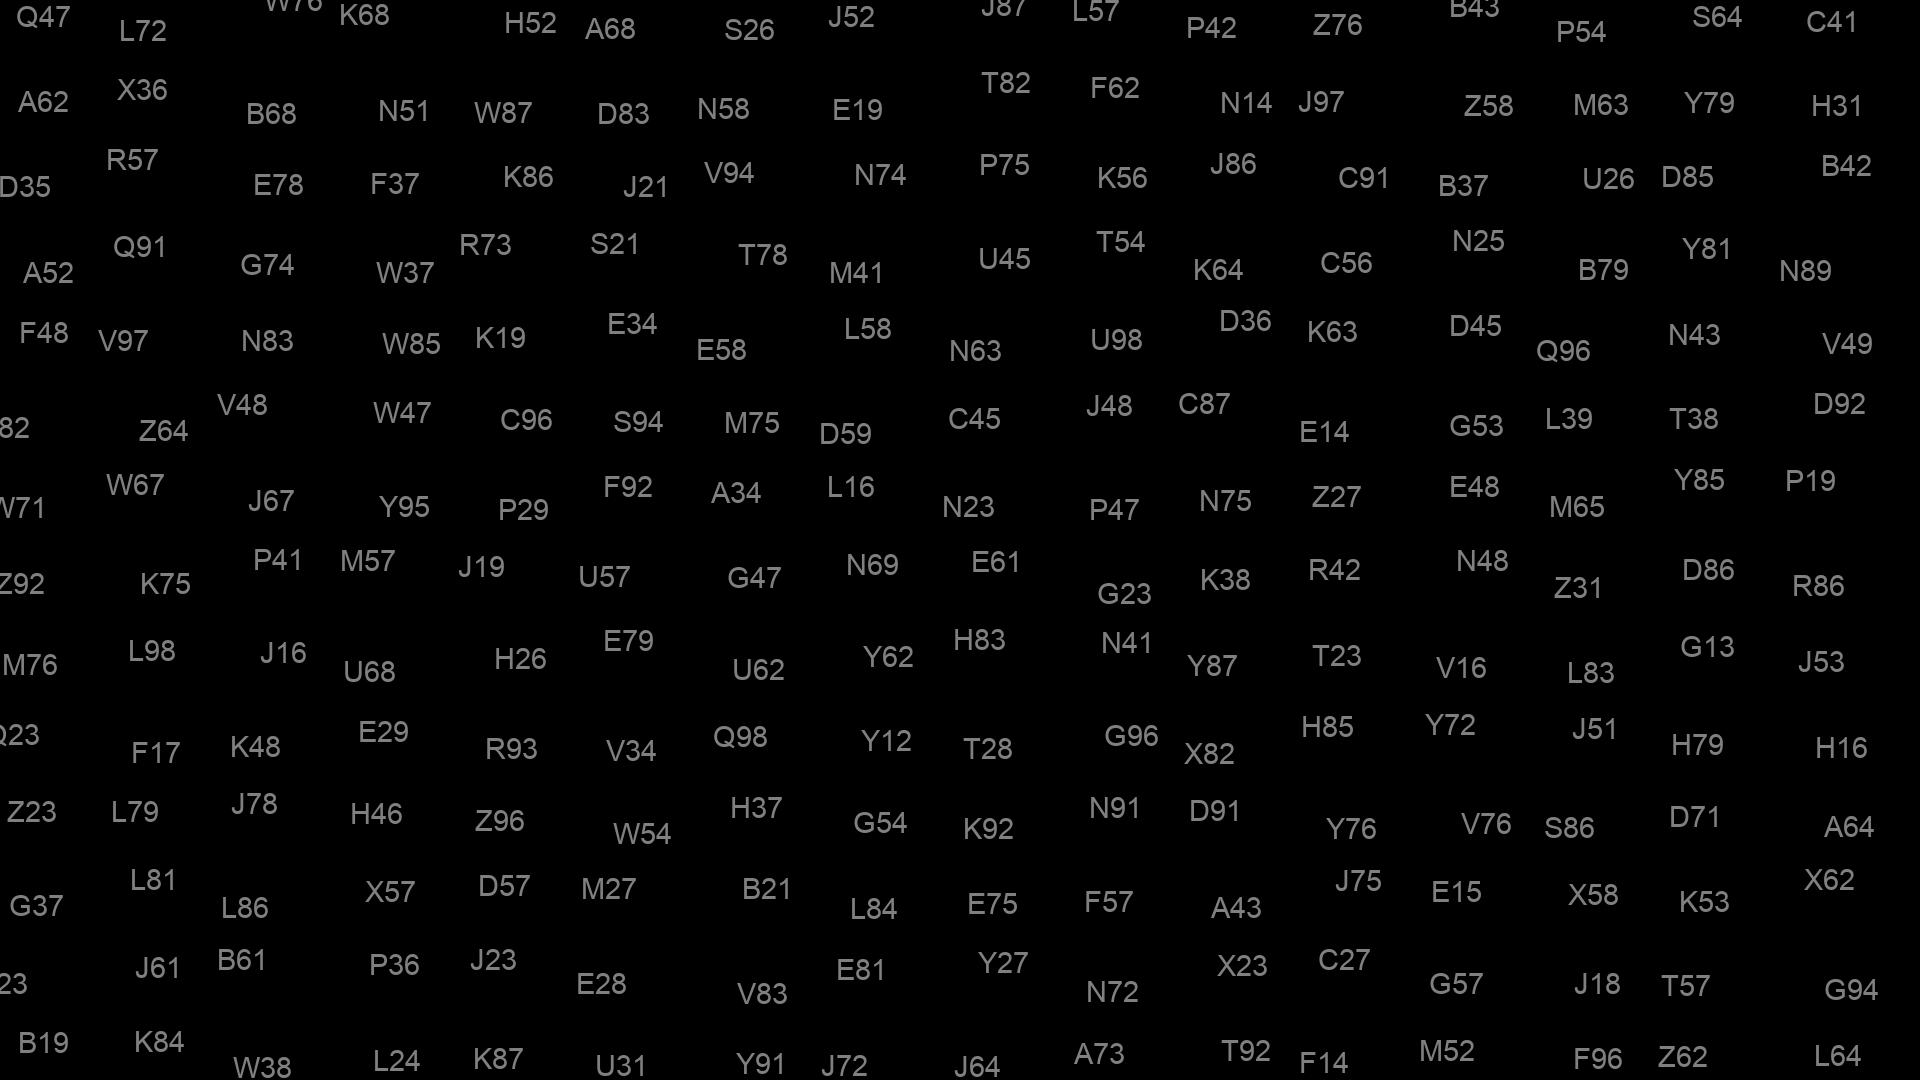 Q47 L72 W76 K68 H52 A68 S26 J52 J87 L57 P42 Z76 B43 P54 S64 C41
A62 X36 B68 N51 W87 D83 N58 E19 T82 F62 N14 J97 Z58 M63 Y79 H31
D35 R57 E78 F37 K86 J21 V94 N74 P75 K56 J86 C91 B37 U26 D85 B42
A52 Q91 G74 W37 R73 S21 T78 M41 U45 T54 K64 C56 N25 B79 Y81 N89
F48 V97 N83 W85 K19 E34 E58 L58 N63 U98 D36 K63 D45 Q96 N43 V49
82 Z64 V48 W47 C96 S94 M75 D59 C45 J48 C87 E14 G53 L39 T38 D92
W71 W67 J67 Y95 P29 F92 A34 L16 N23 P47 N75 Z27 E48 M65 Y85 P19
Z92 K75 P41 M57 J19 U57 G47 N69 E61 G23 K38 R42 N48 Z31 D86 R86
M76 L98 J16 U68 H26 E79 U62 Y62 H83 N41 Y87 T23 V16 L83 G13 J53
Q23 F17 K48 E29 R93 V34 Q98 Y12 T28 G96 X82 H85 Y72 J51 H79 H16
Z23 L79 J78 H46 Z96 W54 H37 G54 K92 N91 D91 Y76 V76 S86 D71 A64
G37 L81 L86 X57 D57 M27 B21 L84 E75 F57 A43 J75 E15 X58 K53 X62
23 J61 B61 P36 J23 E28 V83 E81 Y27 N72 X23 C27 G57 J18 T57 G94
B19 K84 W38 L24 K87 U31 Y91 J72 J64 A73 T92 F14 M52 F96 Z62 L64